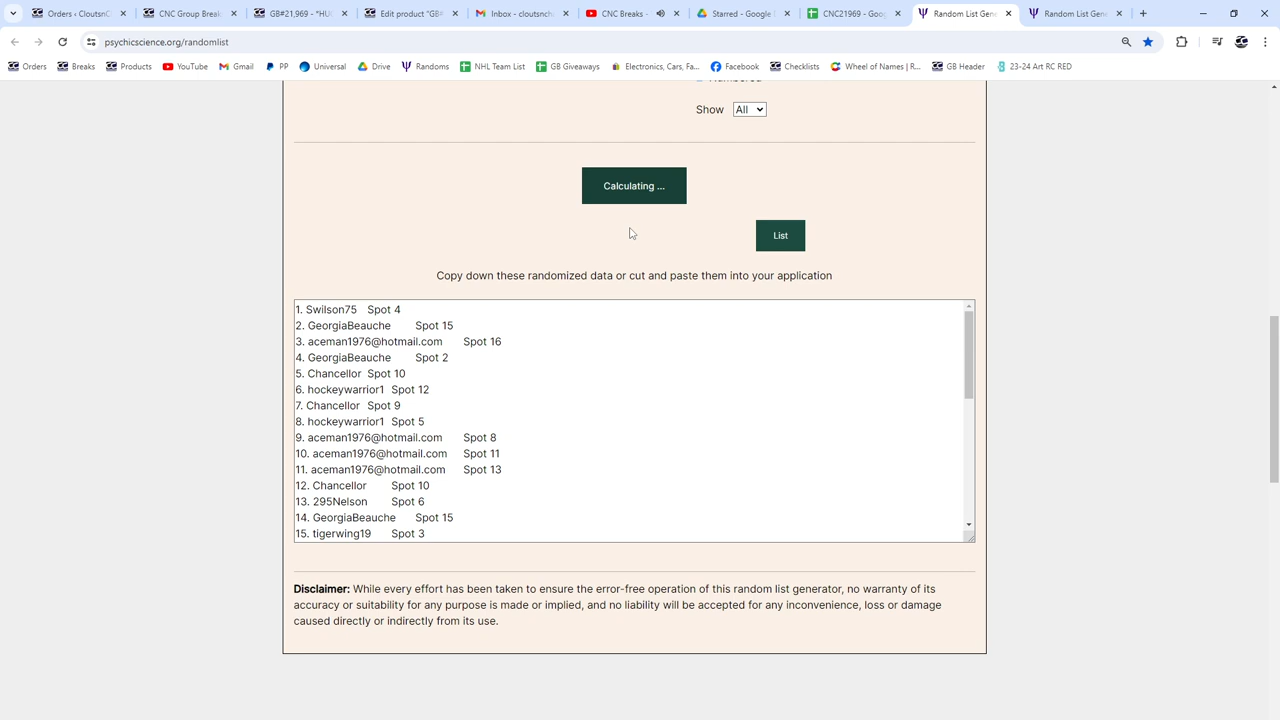 Orders ‹ CloutsnC
CNC Group Break
GB#21,969 - "HU
Edit product "GB
Inbox - cloutsnch
CNC Breaks -
Starred - Google
CNC21969 - Goog
Random List Gene
Random List Gene
psychicscience.org/randomlist
Orders Breaks Products YouTube Gmail PP Universal Drive Randoms NHL Team List GB Giveaways Electronics, Cars, Fa... Facebook Checklists Wheel of Names | R... GB Header 23-24 Art RC RED
Show All
Calculating ...
List
Copy down these randomized data or cut and paste them into your application
1. Swilson75 Spot 4
2. GeorgiaBeauche Spot 15
3. aceman1976@hotmail.com Spot 16
4. GeorgiaBeauche Spot 2
5. Chancellor Spot 10
6. hockeywarrior1 Spot 12
7. Chancellor Spot 9
8. hockeywarrior1 Spot 5
9. aceman1976@hotmail.com Spot 8
10. aceman1976@hotmail.com Spot 11
11. aceman1976@hotmail.com Spot 13
12. Chancellor Spot 10
13. 295Nelson Spot 6
14. GeorgiaBeauche Spot 15
15. tigerwing19 Spot 3
Disclaimer: While every effort has been taken to ensure the error-free operation of this random list generator, no warranty of its
accuracy or suitability for any purpose is made or implied, and no liability will be accepted for any inconvenience, loss or damage
caused directly or indirectly from its use.